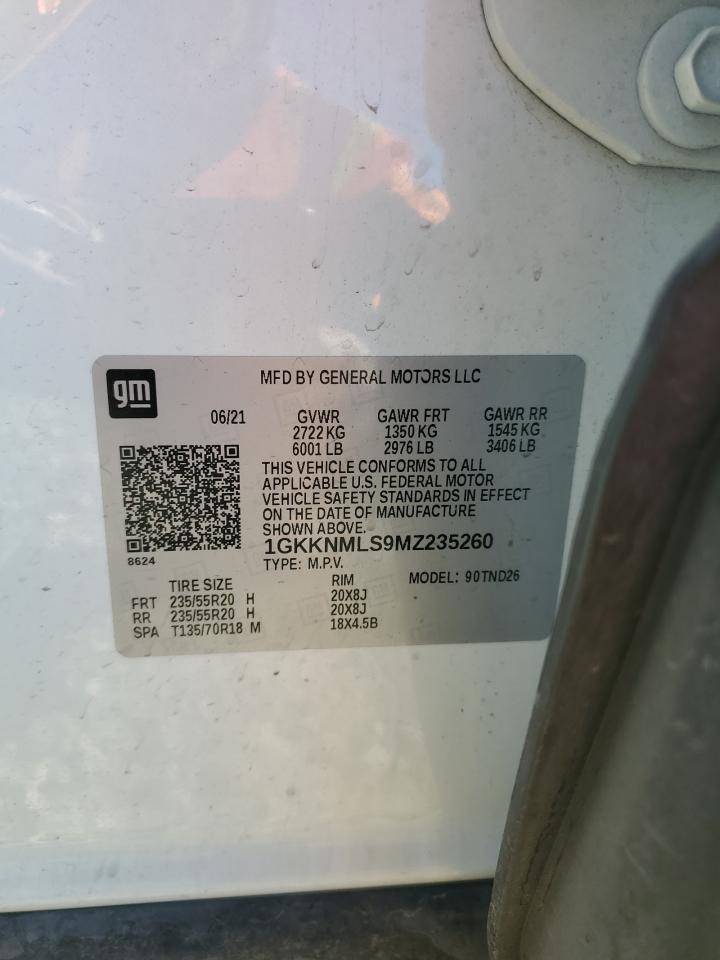 gm
MFD BY GENERAL MOTORS LLC
06/21 GVWR GAWR FRT GAWR RR
2722 KG 1350 KG 1545 KG
6001 LB 2976 LB 3406 LB
THIS VEHICLE CONFORMS TO ALL
APPLICABLE U.S. FEDERAL MOTOR
VEHICLE SAFETY STANDARDS IN EFFECT
ON THE DATE OF MANUFACTURE
SHOWN ABOVE.
1GKKNMLS9MZ235260
8624
TYPE: M.P.V. MODEL: 90TND26
TIRE SIZE RIM
FRT 235/55R20 H 20X8J
RR 235/55R20 H 20X8J
SPA T135/70R18 M 18X4.5B